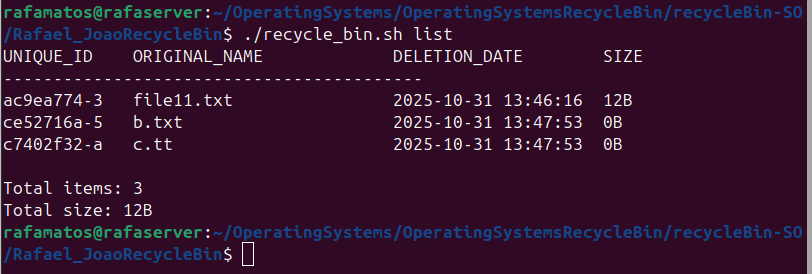 rafamatos@rafaserver:~/OperatingSystems/OperatingSystemsRecycleBin/recycleBin-SO
/Rafael_JoaoRecycleBin$ ./recycle_bin.sh list
UNIQUE_ID    ORIGINAL_NAME             DELETION_DATE        SIZE
------------------------------------------
ac9ea774-3   file11.txt                2025-10-31 13:46:16  12B
ce52716a-5   b.txt                     2025-10-31 13:47:53  0B
c7402f32-a   c.tt                      2025-10-31 13:47:53  0B
Total items: 3
Total size: 12B
rafamatos@rafaserver:~/OperatingSystems/OperatingSystemsRecycleBin/recycleBin-SO
/Rafael_JoaoRecycleBin$